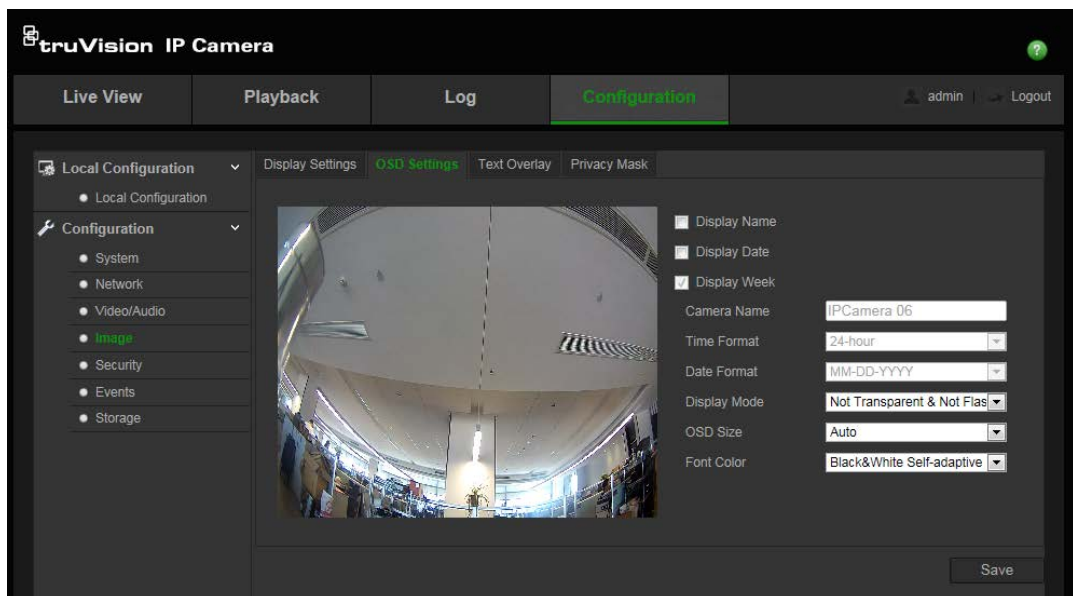 truVision IP Camera
?
Live View
Playback
Log
Configuration
admin
Logout
Local Configuration
Local Configuration
Configuration
System
Network
Video/Audio
Image
Security
Events
Storage
Display Settings
OSD Settings
Text Overlay
Privacy Mask
Display Name
Display Date
Display Week
Camera Name IPCamera 06
Time Format 24-hour
Date Format MM-DD-YYYY
Display Mode Not Transparent & Not Flas
OSD Size Auto
Font Color Black&White Self-adaptive
Save